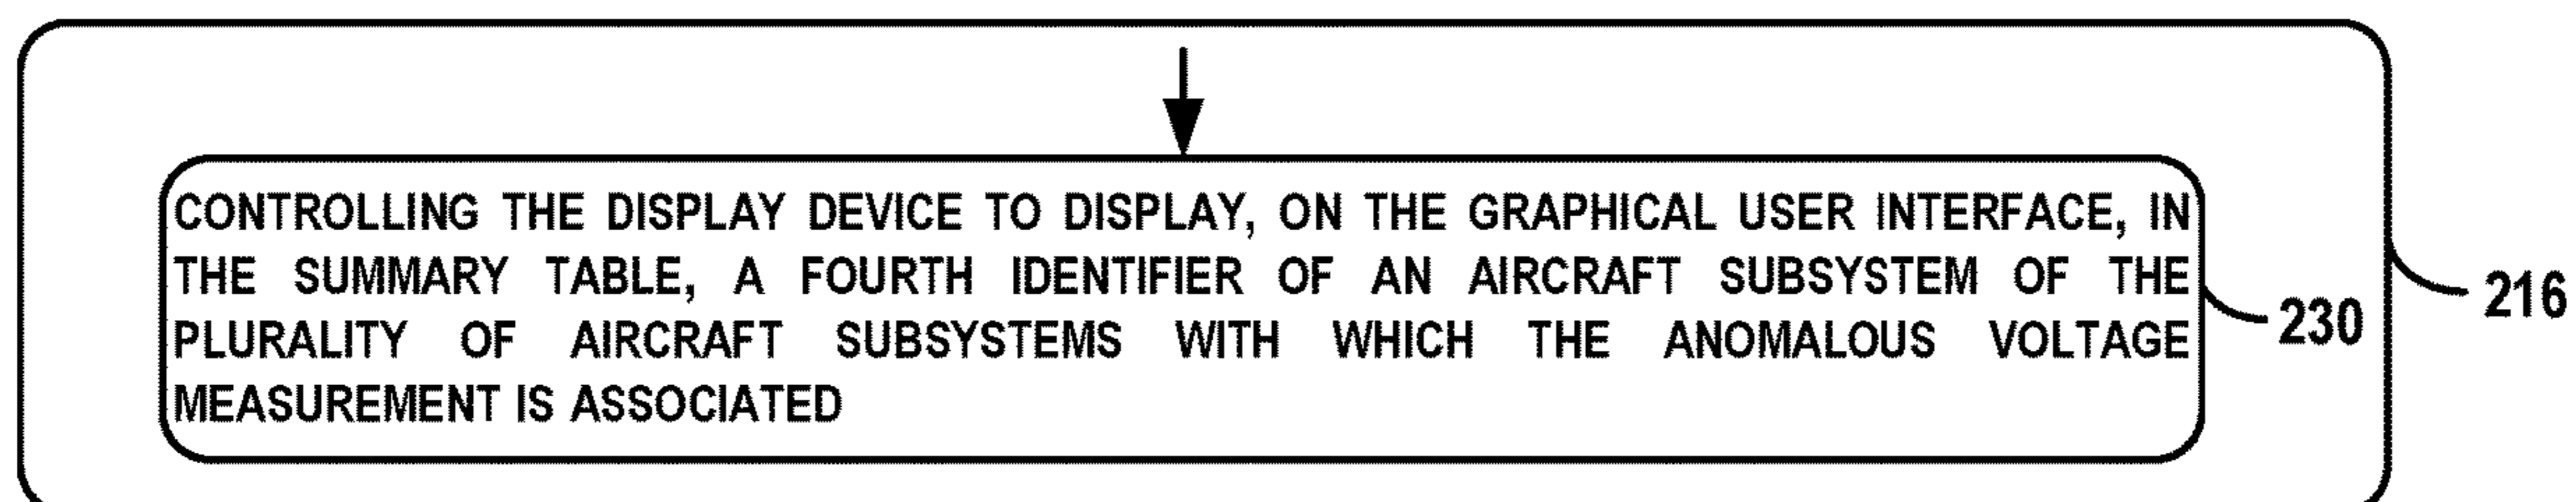 CONTROLLING THE DISPLAY DEVICE TO DISPLAY, ON THE GRAPHICAL USER INTERFACE, IN
THE SUMMARY TABLE, A FOURTH IDENTIFIER OF AN AIRCRAFT SUBSYSTEM OF THE
PLURALITY OF AIRCRAFT SUBSYSTEMS WITH WHICH THE ANOMALOUS VOLTAGE
MEASUREMENT IS ASSOCIATED
230
216